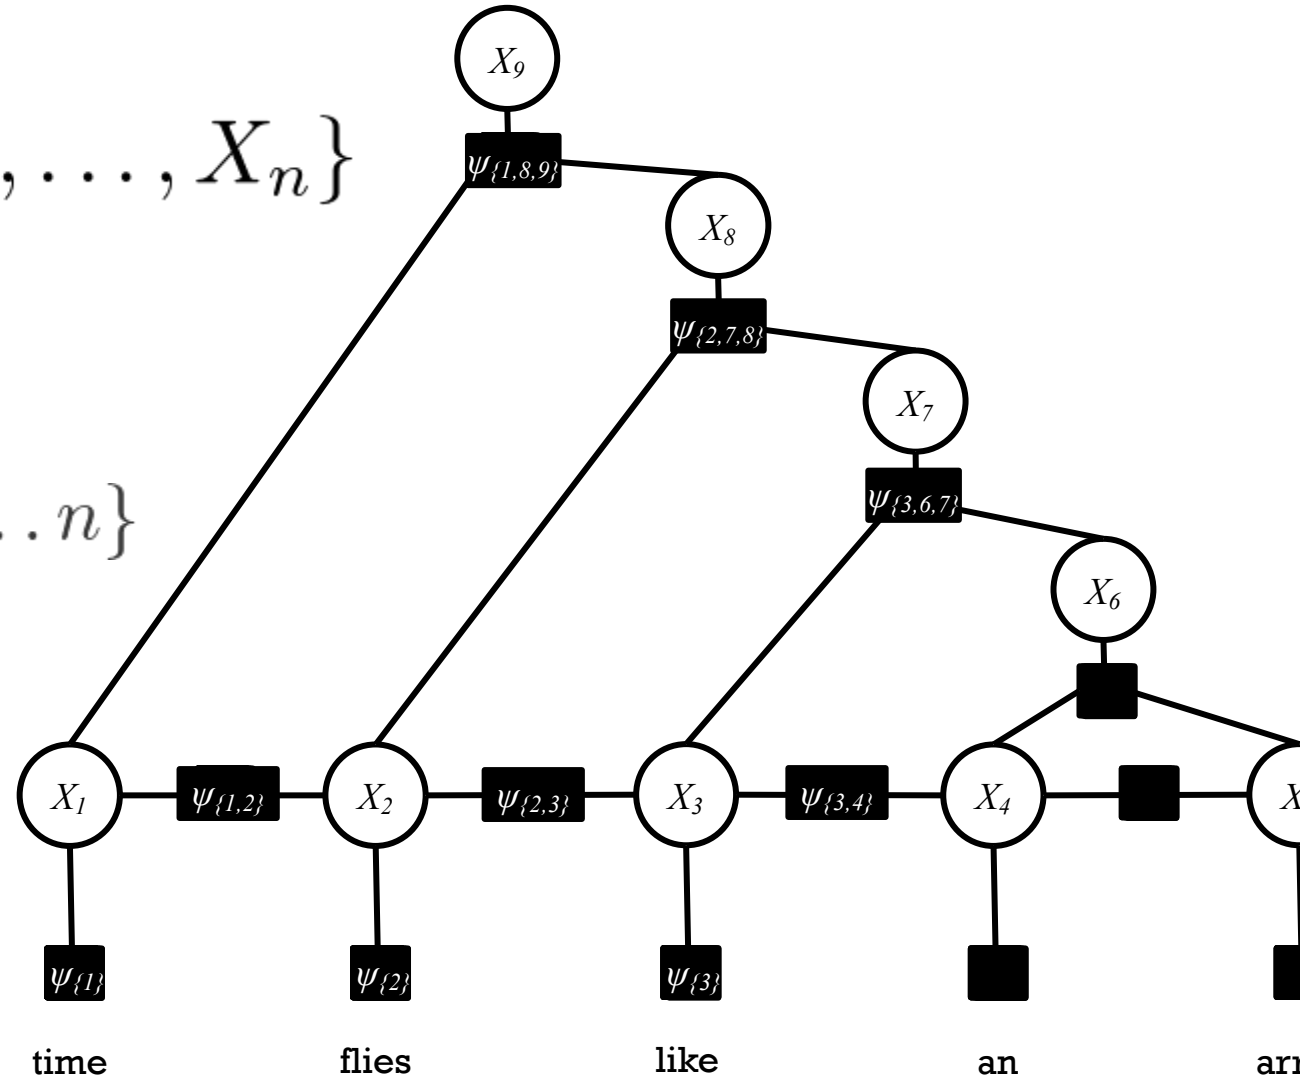 X₉
, . . . , Xₙ}
ψ{1,8,9}
X₈
ψ{2,7,8}
X₇
ψ{3,6,7}
. . n}
X₆
X₁ ψ{1,2} X₂ ψ{2,3} X₃ ψ{3,4} X₄ X
ψ{1} ψ{2} ψ{3}
time flies like an arr